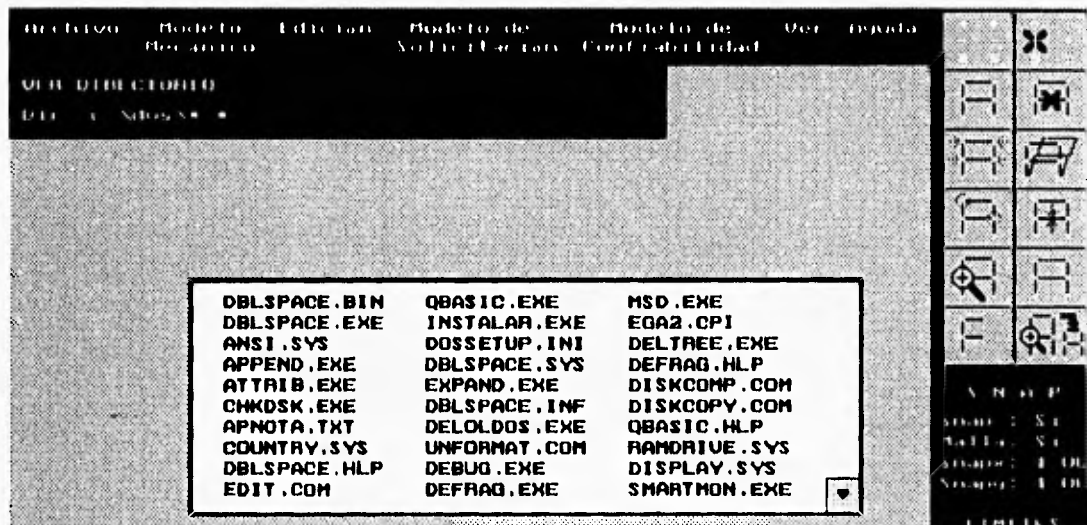 Archivo Modelo Mecanico Edicion Modelo de Solicitacion Modelo de Confiabilidad Ver Ayuda
VER DIRECTORIO
DBLSPACE.BIN QBASIC.EXE MSD.EXE
DBLSPACE.EXE INSTALAR.EXE EGA2.CPI
ANSI.SYS DOSSETUP.INI DELTREE.EXE
APPEND.EXE DBLSPACE.SYS DEFRAG.HLP
ATTRIB.EXE EXPAND.EXE DISKCOMP.COM
CHKDSK.EXE DBLSPACE.INF DISKCOPY.COM
APNOTA.TXT DELOLDOS.EXE QBASIC.HLP
COUNTRY.SYS UNFORMAT.COM RAMDRIVE.SYS
DBLSPACE.HLP DEBUG.EXE DISPLAY.SYS
EDIT.COM DEFRAG.EXE SMARTMON.EXE
S N A P